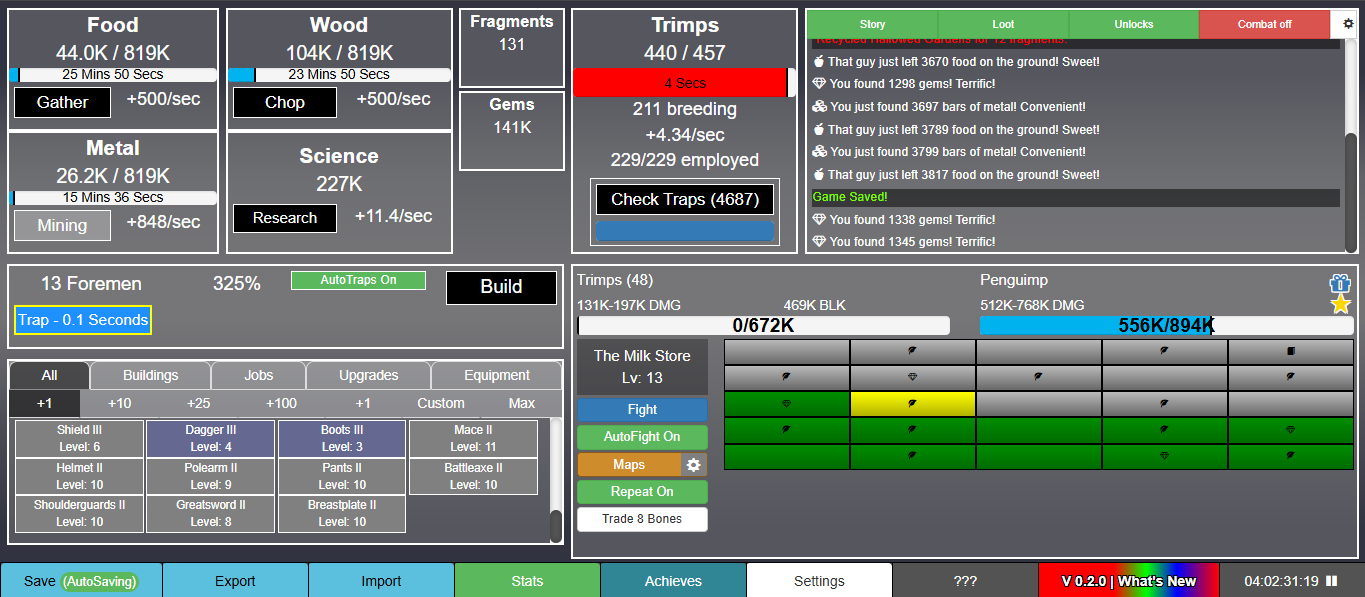 Food
44.0K / 819K
25 Mins 50 Secs
Gather
+500/sec
Wood
104K / 819K
23 Mins 50 Secs
Chop
+500/sec
Metal
26.2K / 819K
15 Mins 36 Secs
Mining
+848/sec
Science
227K
Research
+11.4/sec
Fragments
131
Gems
141K
Trimps
440 / 457
4 Secs
211 breeding
+4.34/sec
229/229 employed
Check Traps (4687)
Story
Loot
Unlocks
Combat off
Recycled Hallowed Gardens for 12 fragments.
That guy just left 3670 food on the ground! Sweet!
You found 1298 gems! Terrific!
You just found 3697 bars of metal! Convenient!
That guy just left 3789 food on the ground! Sweet!
You just found 3799 bars of metal! Convenient!
That guy just left 3817 food on the ground! Sweet!
Game Saved!
You found 1338 gems! Terrific!
You found 1345 gems! Terrific!
13 Foremen
325%
AutoTraps On
Build
Trap - 0.1 Seconds
All
Buildings
Jobs
Upgrades
Equipment
+1
+10
+25
+100
+1
Custom
Max
Shield III
Level: 6
Dagger III
Level: 4
Boots III
Level: 3
Mace II
Level: 11
Helmet II
Level: 10
Polearm II
Level: 9
Pants II
Level: 10
Battleaxe II
Level: 10
Shoulderguards II
Level: 10
Greatsword II
Level: 8
Breastplate II
Level: 10
Trimps (48)
131K-197K DMG
469K BLK
0/672K
Penguimp
512K-768K DMG
556K/894K
The Milk Store
Lv: 13
Fight
AutoFight On
Maps
Repeat On
Trade 8 Bones
Save (AutoSaving)
Export
Import
Stats
Achieves
Settings
???
V 0.2.0 | What's New
04:02:31:19